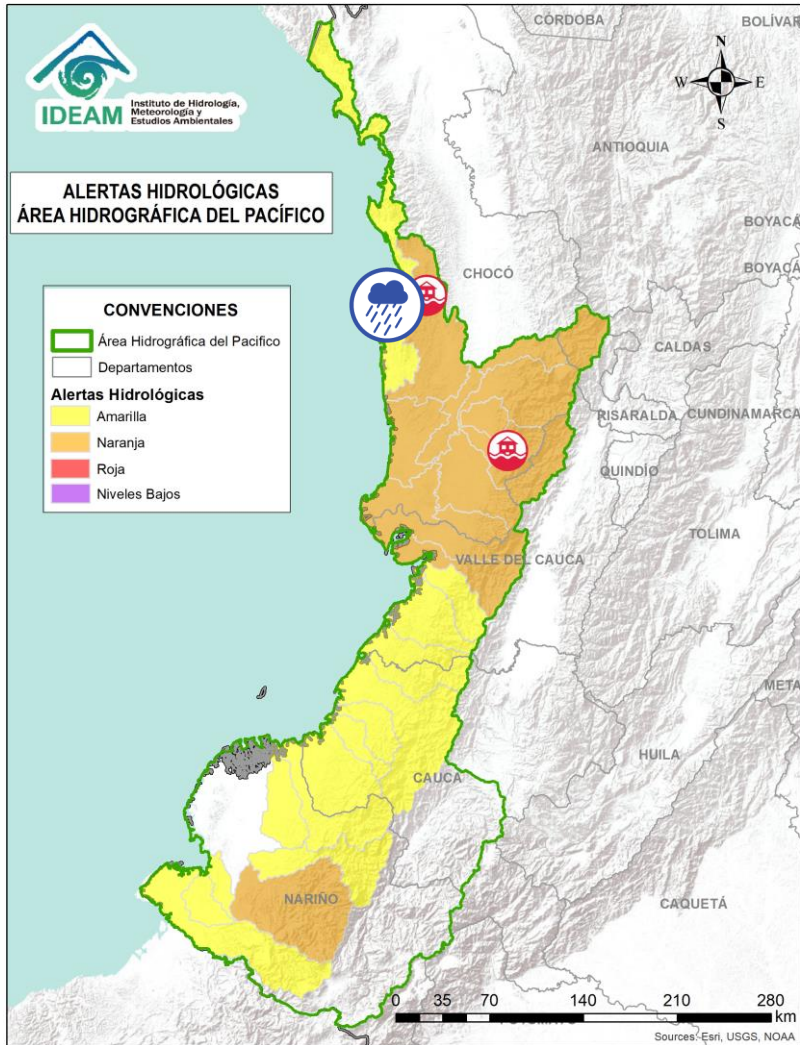 IDEAM
Instituto de Hidrología,
Meteorología y
Estudios Ambientales
ALERTAS HIDROLÓGICAS
ÁREA HIDROGRÁFICA DEL PACÍFICO
CONVENCIONES
Área Hidrográfica del Pacifico
Departamentos
Alertas Hidrológicas
Amarilla
Naranja
Roja
Niveles Bajos
CÓRDOBA
BOLÍVAR
N
W E
S
ANTIOQUIA
BOYACÁ
BOYACÁ
CHOCÓ
CALDAS
RISARALDA
CUNDINAMARCA
QUINDÍO
TOLIMA
VALLE DEL CAUCA
META
HUILA
CAUCA
NARIÑO
CAQUETÁ
0 35 70 140 210 280
km
Sources: Esri, USGS, NOAA